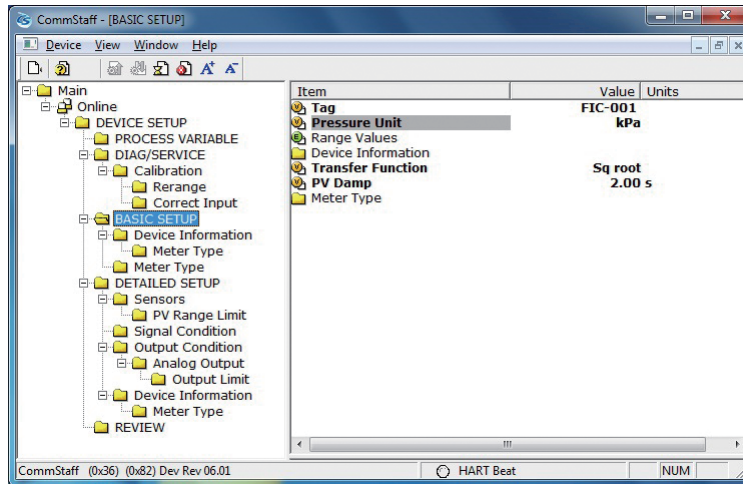 CommStaff - [BASIC SETUP]
Device View Window Help
A+ A-
Main
Online
DEVICE SETUP
PROCESS VARIABLE
DIAG/SERVICE
Calibration
Rerange
Correct Input
BASIC SETUP
Device Information
Meter Type
Meter Type
DETAILED SETUP
Sensors
PV Range Limit
Signal Condition
Output Condition
Analog Output
Output Limit
Device Information
Meter Type
REVIEW
Item Value Units
Tag FIC-001
Pressure Unit kPa
Range Values
Device Information
Transfer Function Sq root
PV Damp 2.00 s
Meter Type
CommStaff (0x36) (0x82) Dev Rev 06.01 HART Beat NUM